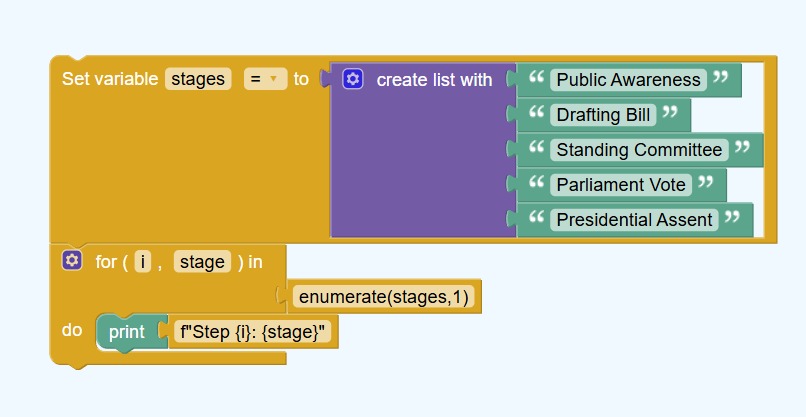 Set variable stages = to create list with “ Public Awareness ”
“ Drafting Bill ”
“ Standing Committee ”
“ Parliament Vote ”
“ Presidential Assent ”
for ( i , stage ) in
enumerate(stages,1)
do print f"Step {i}: {stage}"